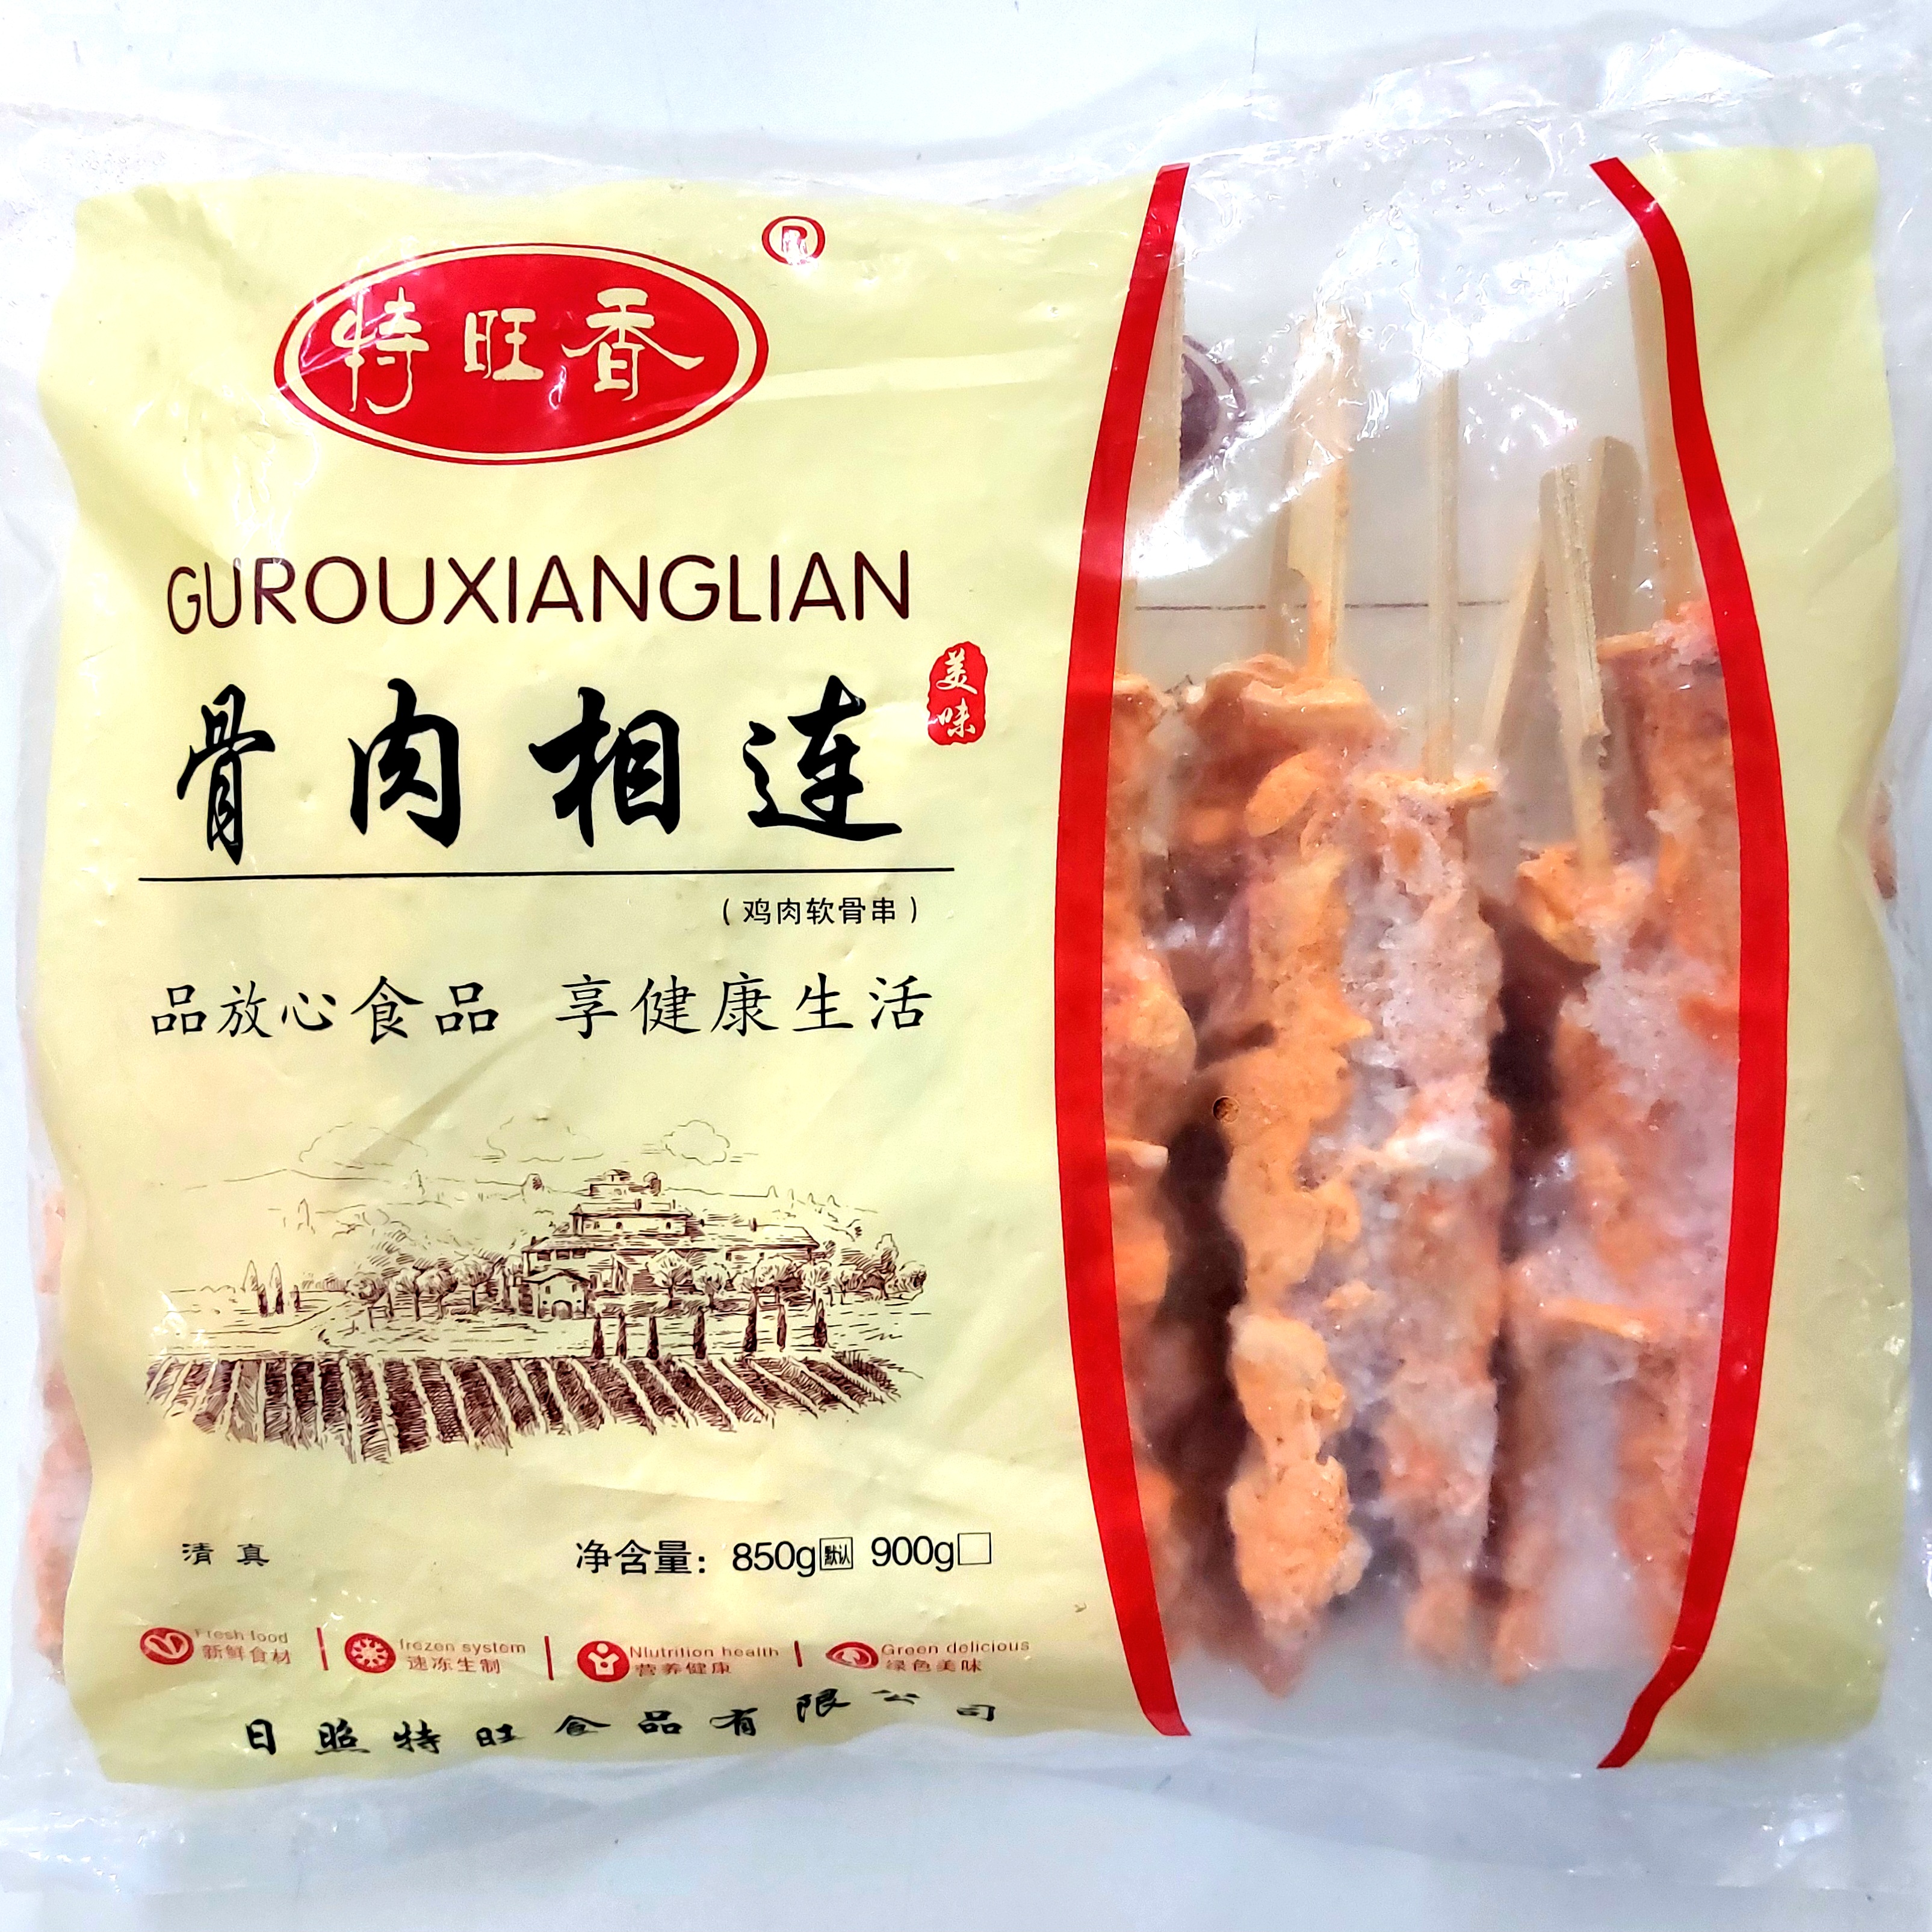 特旺香
®
GUROUXIANGLIAN
骨肉相连
美味
(鸡肉软骨串)
品放心食品 享健康生活
清真
净含量：850g 默认 900g
Fresh food
新鲜食材
frezen system
速冻生制
Nlutrition health
营养健康
Green delicious
绿色美味
日照特旺食品有限公司